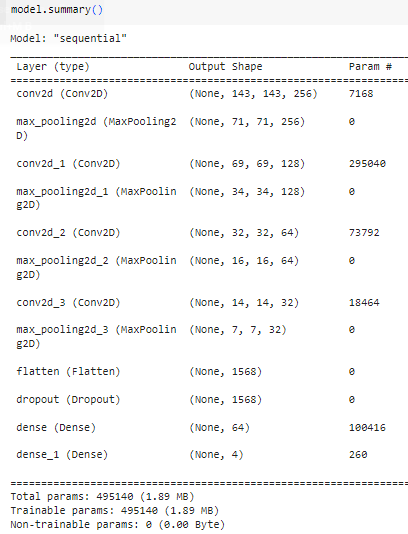 model.summary()
Model: "sequential"
_________________________________________________________________
Layer (type) Output Shape Param #
=================================================================
conv2d (Conv2D) (None, 143, 143, 256) 7168
max_pooling2d (MaxPooling2 (None, 71, 71, 256) 0
D)
conv2d_1 (Conv2D) (None, 69, 69, 128) 295040
max_pooling2d_1 (MaxPoolin (None, 34, 34, 128) 0
g2D)
conv2d_2 (Conv2D) (None, 32, 32, 64) 73792
max_pooling2d_2 (MaxPoolin (None, 16, 16, 64) 0
g2D)
conv2d_3 (Conv2D) (None, 14, 14, 32) 18464
max_pooling2d_3 (MaxPoolin (None, 7, 7, 32) 0
g2D)
flatten (Flatten) (None, 1568) 0
dropout (Dropout) (None, 1568) 0
dense (Dense) (None, 64) 100416
dense_1 (Dense) (None, 4) 260
=================================================================
Total params: 495140 (1.89 MB)
Trainable params: 495140 (1.89 MB)
Non-trainable params: 0 (0.00 Byte)